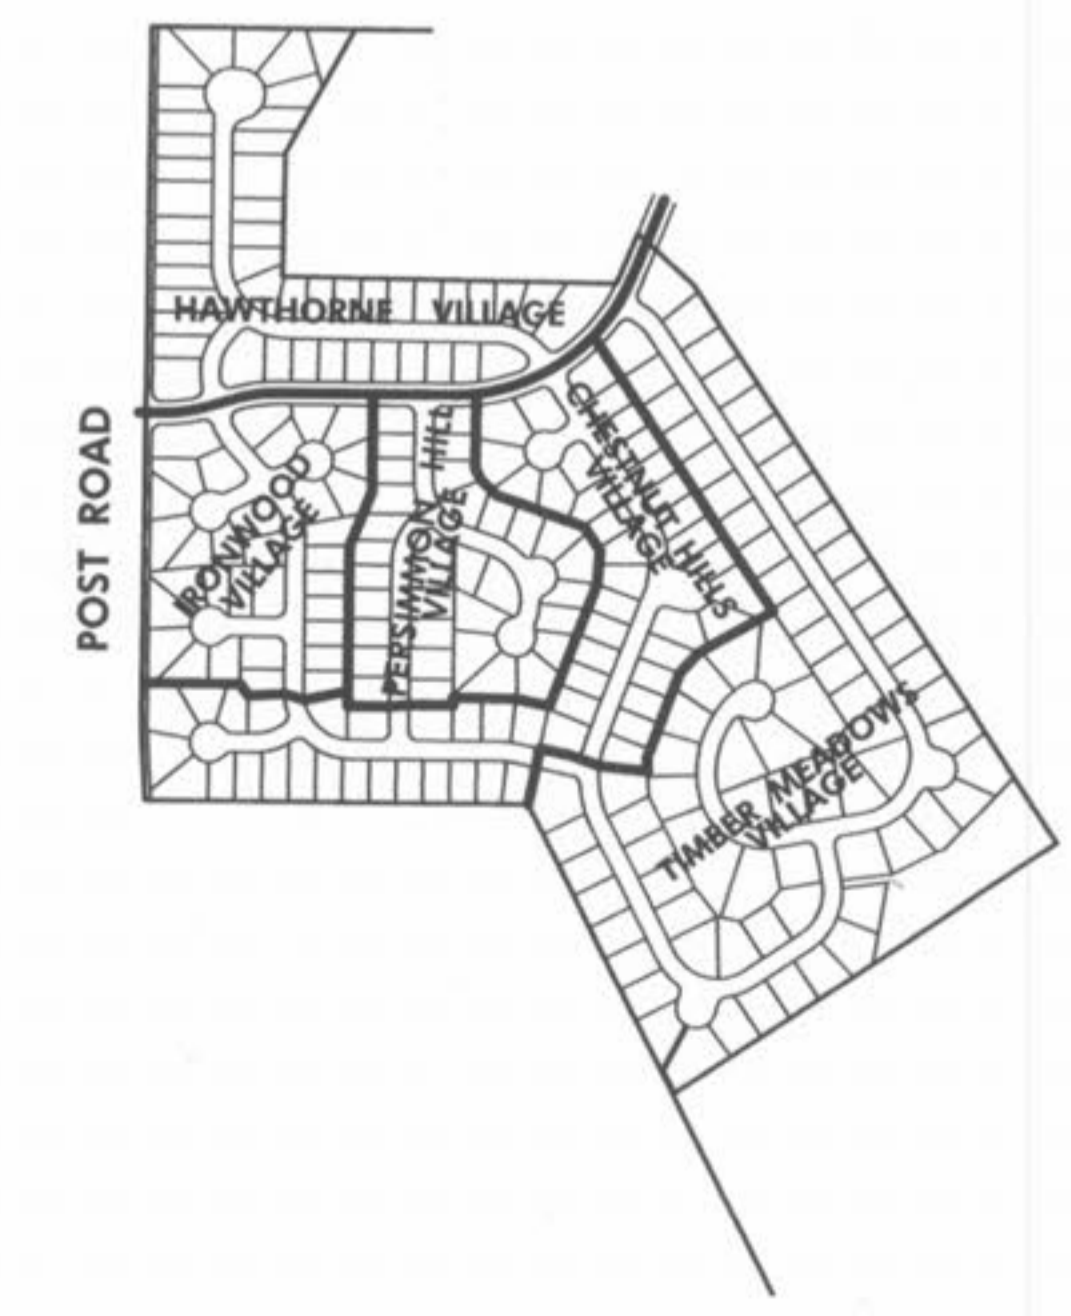 HAWTHORNE VILLAGE
POST ROAD
IRONWOOD
VILLAGE
PERSIMMON HILL
VILLAGE
CHESTNUT HILLS
VILLAGE
TIMBER MEADOWS
VILLAGE